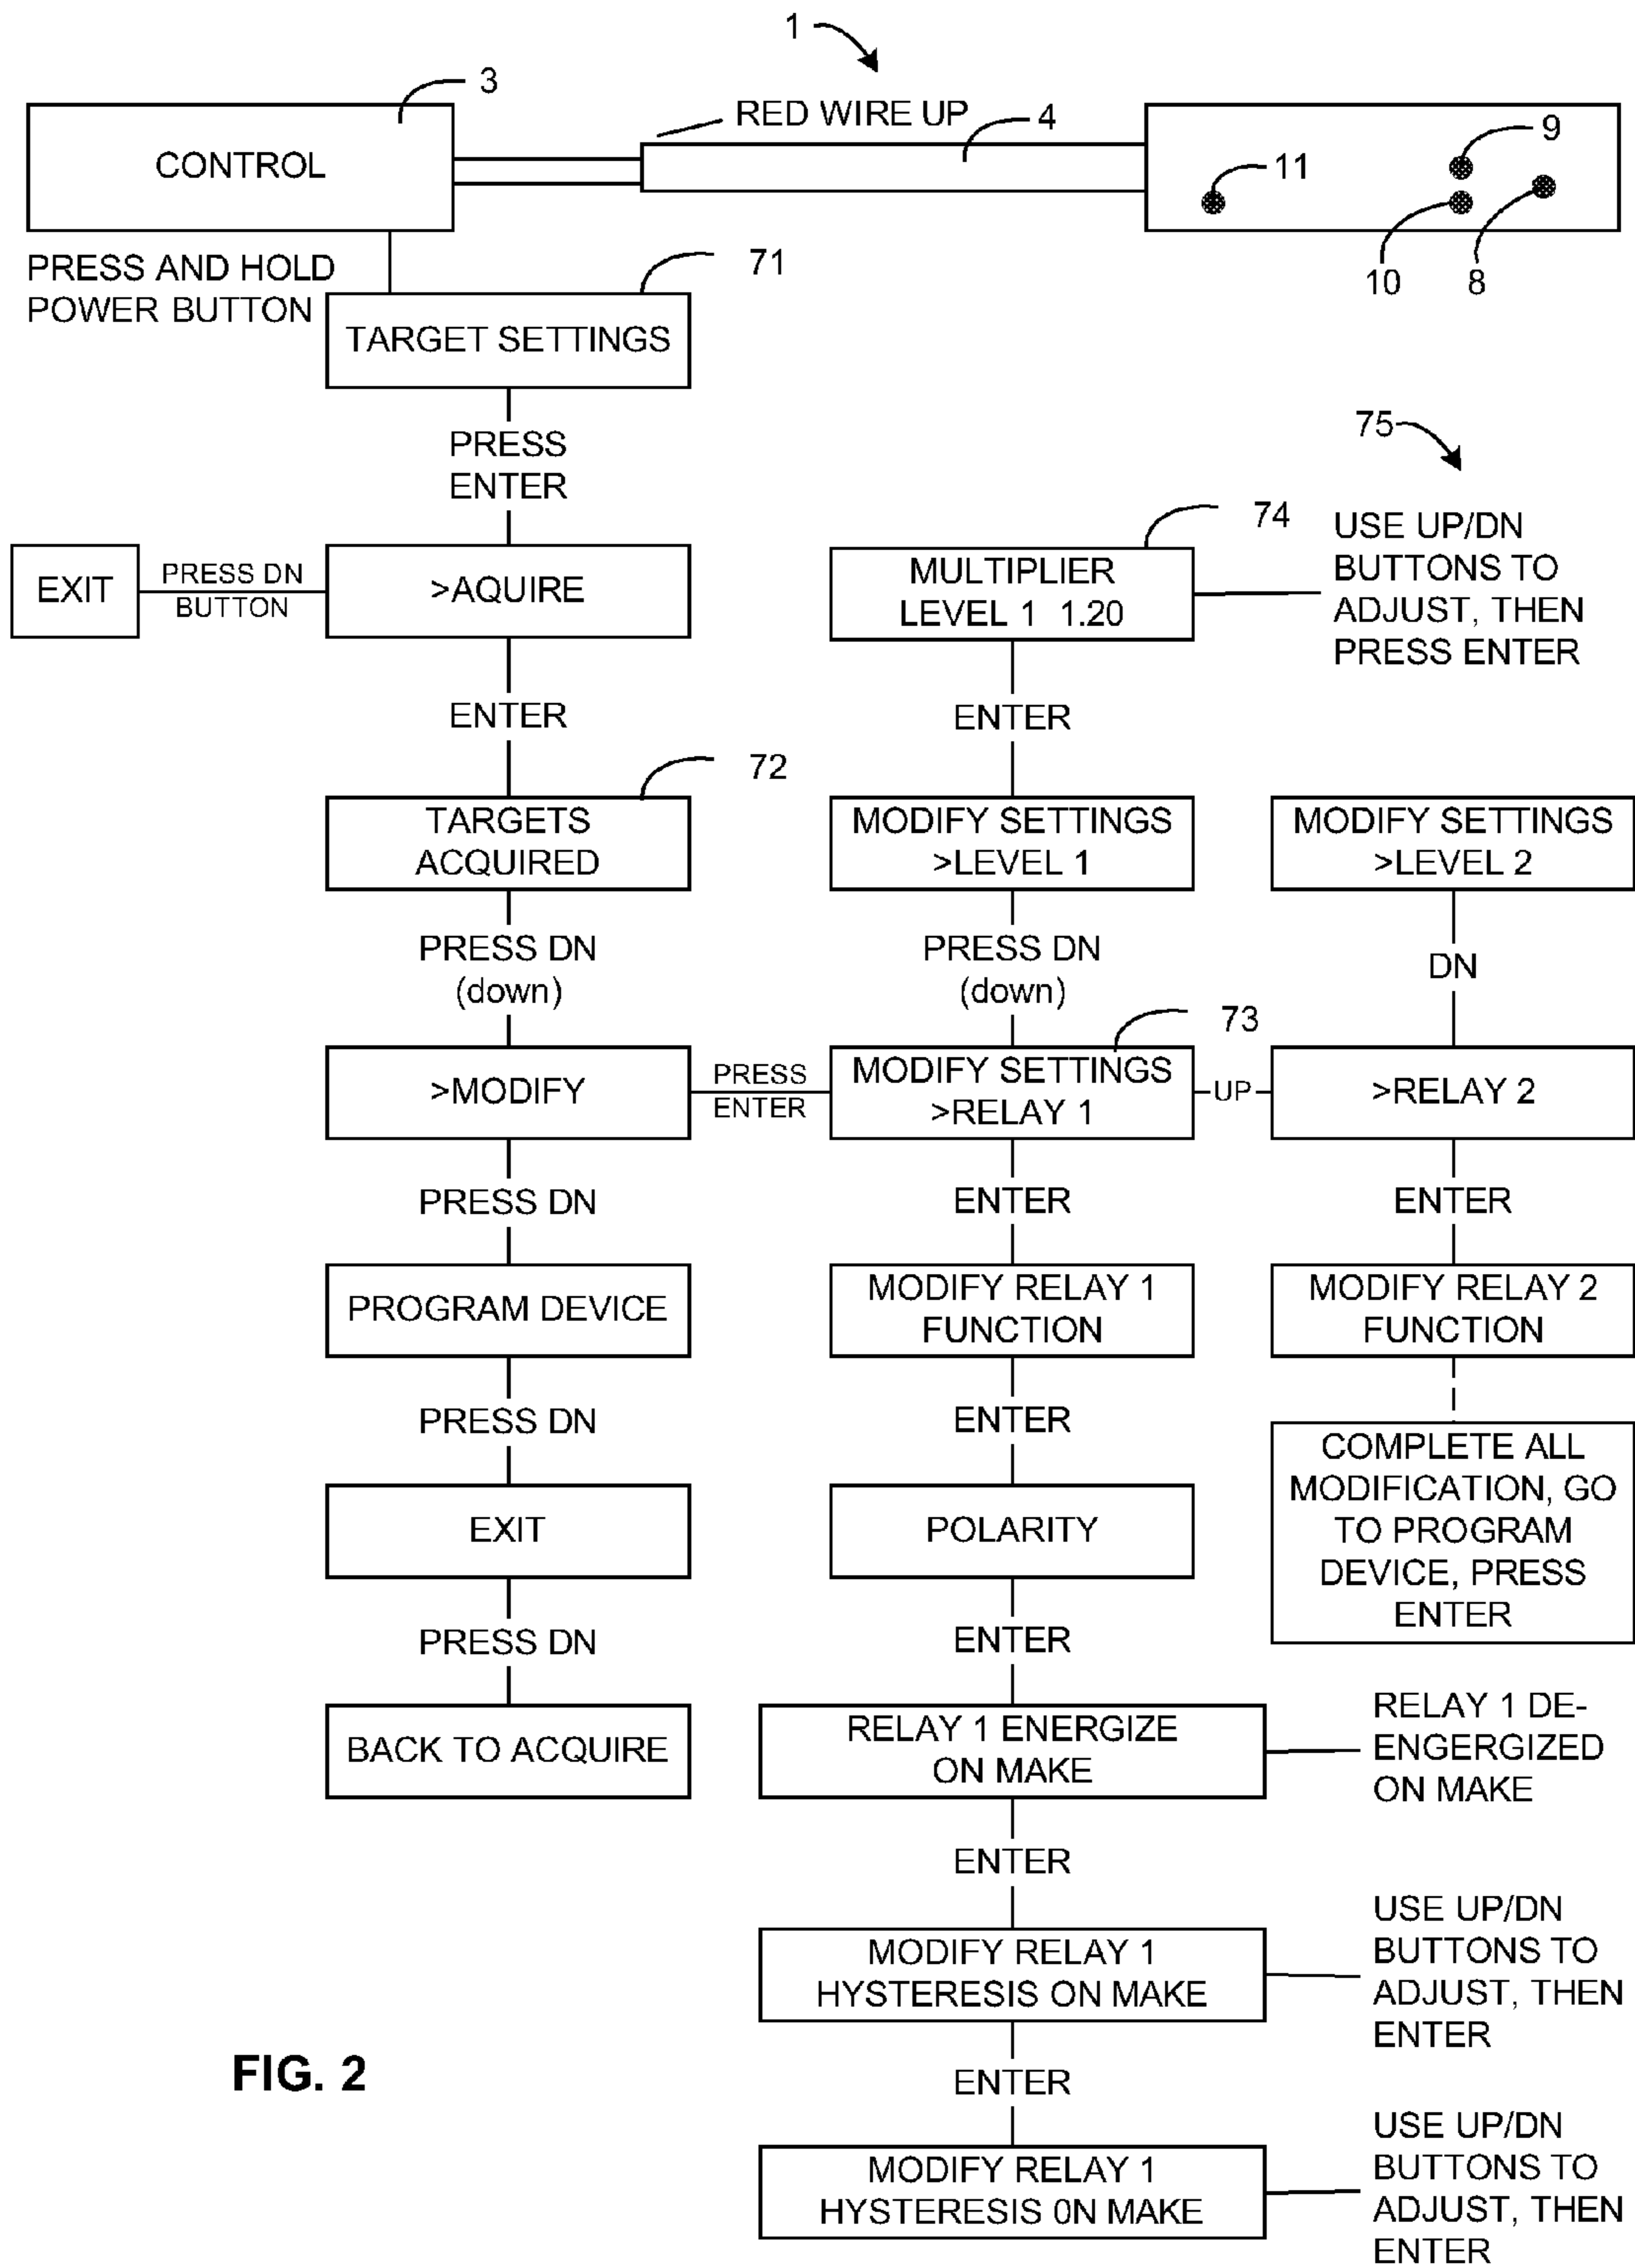 1
3
CONTROL
RED WIRE UP
4
11
9
10
8
PRESS AND HOLD
POWER BUTTON
71
TARGET SETTINGS
PRESS
ENTER
EXIT
PRESS DN
BUTTON
>AQUIRE
ENTER
72
TARGETS
ACQUIRED
PRESS DN
(down)
>MODIFY
PRESS DN
PROGRAM DEVICE
PRESS DN
EXIT
PRESS DN
BACK TO ACQUIRE
PRESS
ENTER
74
MULTIPLIER
LEVEL 1 1.20
75
USE UP/DN
BUTTONS TO
ADJUST, THEN
PRESS ENTER
ENTER
MODIFY SETTINGS
>LEVEL 1
PRESS DN
(down)
73
MODIFY SETTINGS
>RELAY 1
UP
ENTER
MODIFY RELAY 1
FUNCTION
ENTER
POLARITY
ENTER
RELAY 1 ENERGIZE
ON MAKE
RELAY 1 DE-
ENGERGIZED
ON MAKE
ENTER
MODIFY RELAY 1
HYSTERESIS ON MAKE
USE UP/DN
BUTTONS TO
ADJUST, THEN
ENTER
ENTER
MODIFY RELAY 1
HYSTERESIS 0N MAKE
USE UP/DN
BUTTONS TO
ADJUST, THEN
ENTER
MODIFY SETTINGS
>LEVEL 2
DN
>RELAY 2
ENTER
MODIFY RELAY 2
FUNCTION
COMPLETE ALL
MODIFICATION, GO
TO PROGRAM
DEVICE, PRESS
ENTER
FIG. 2